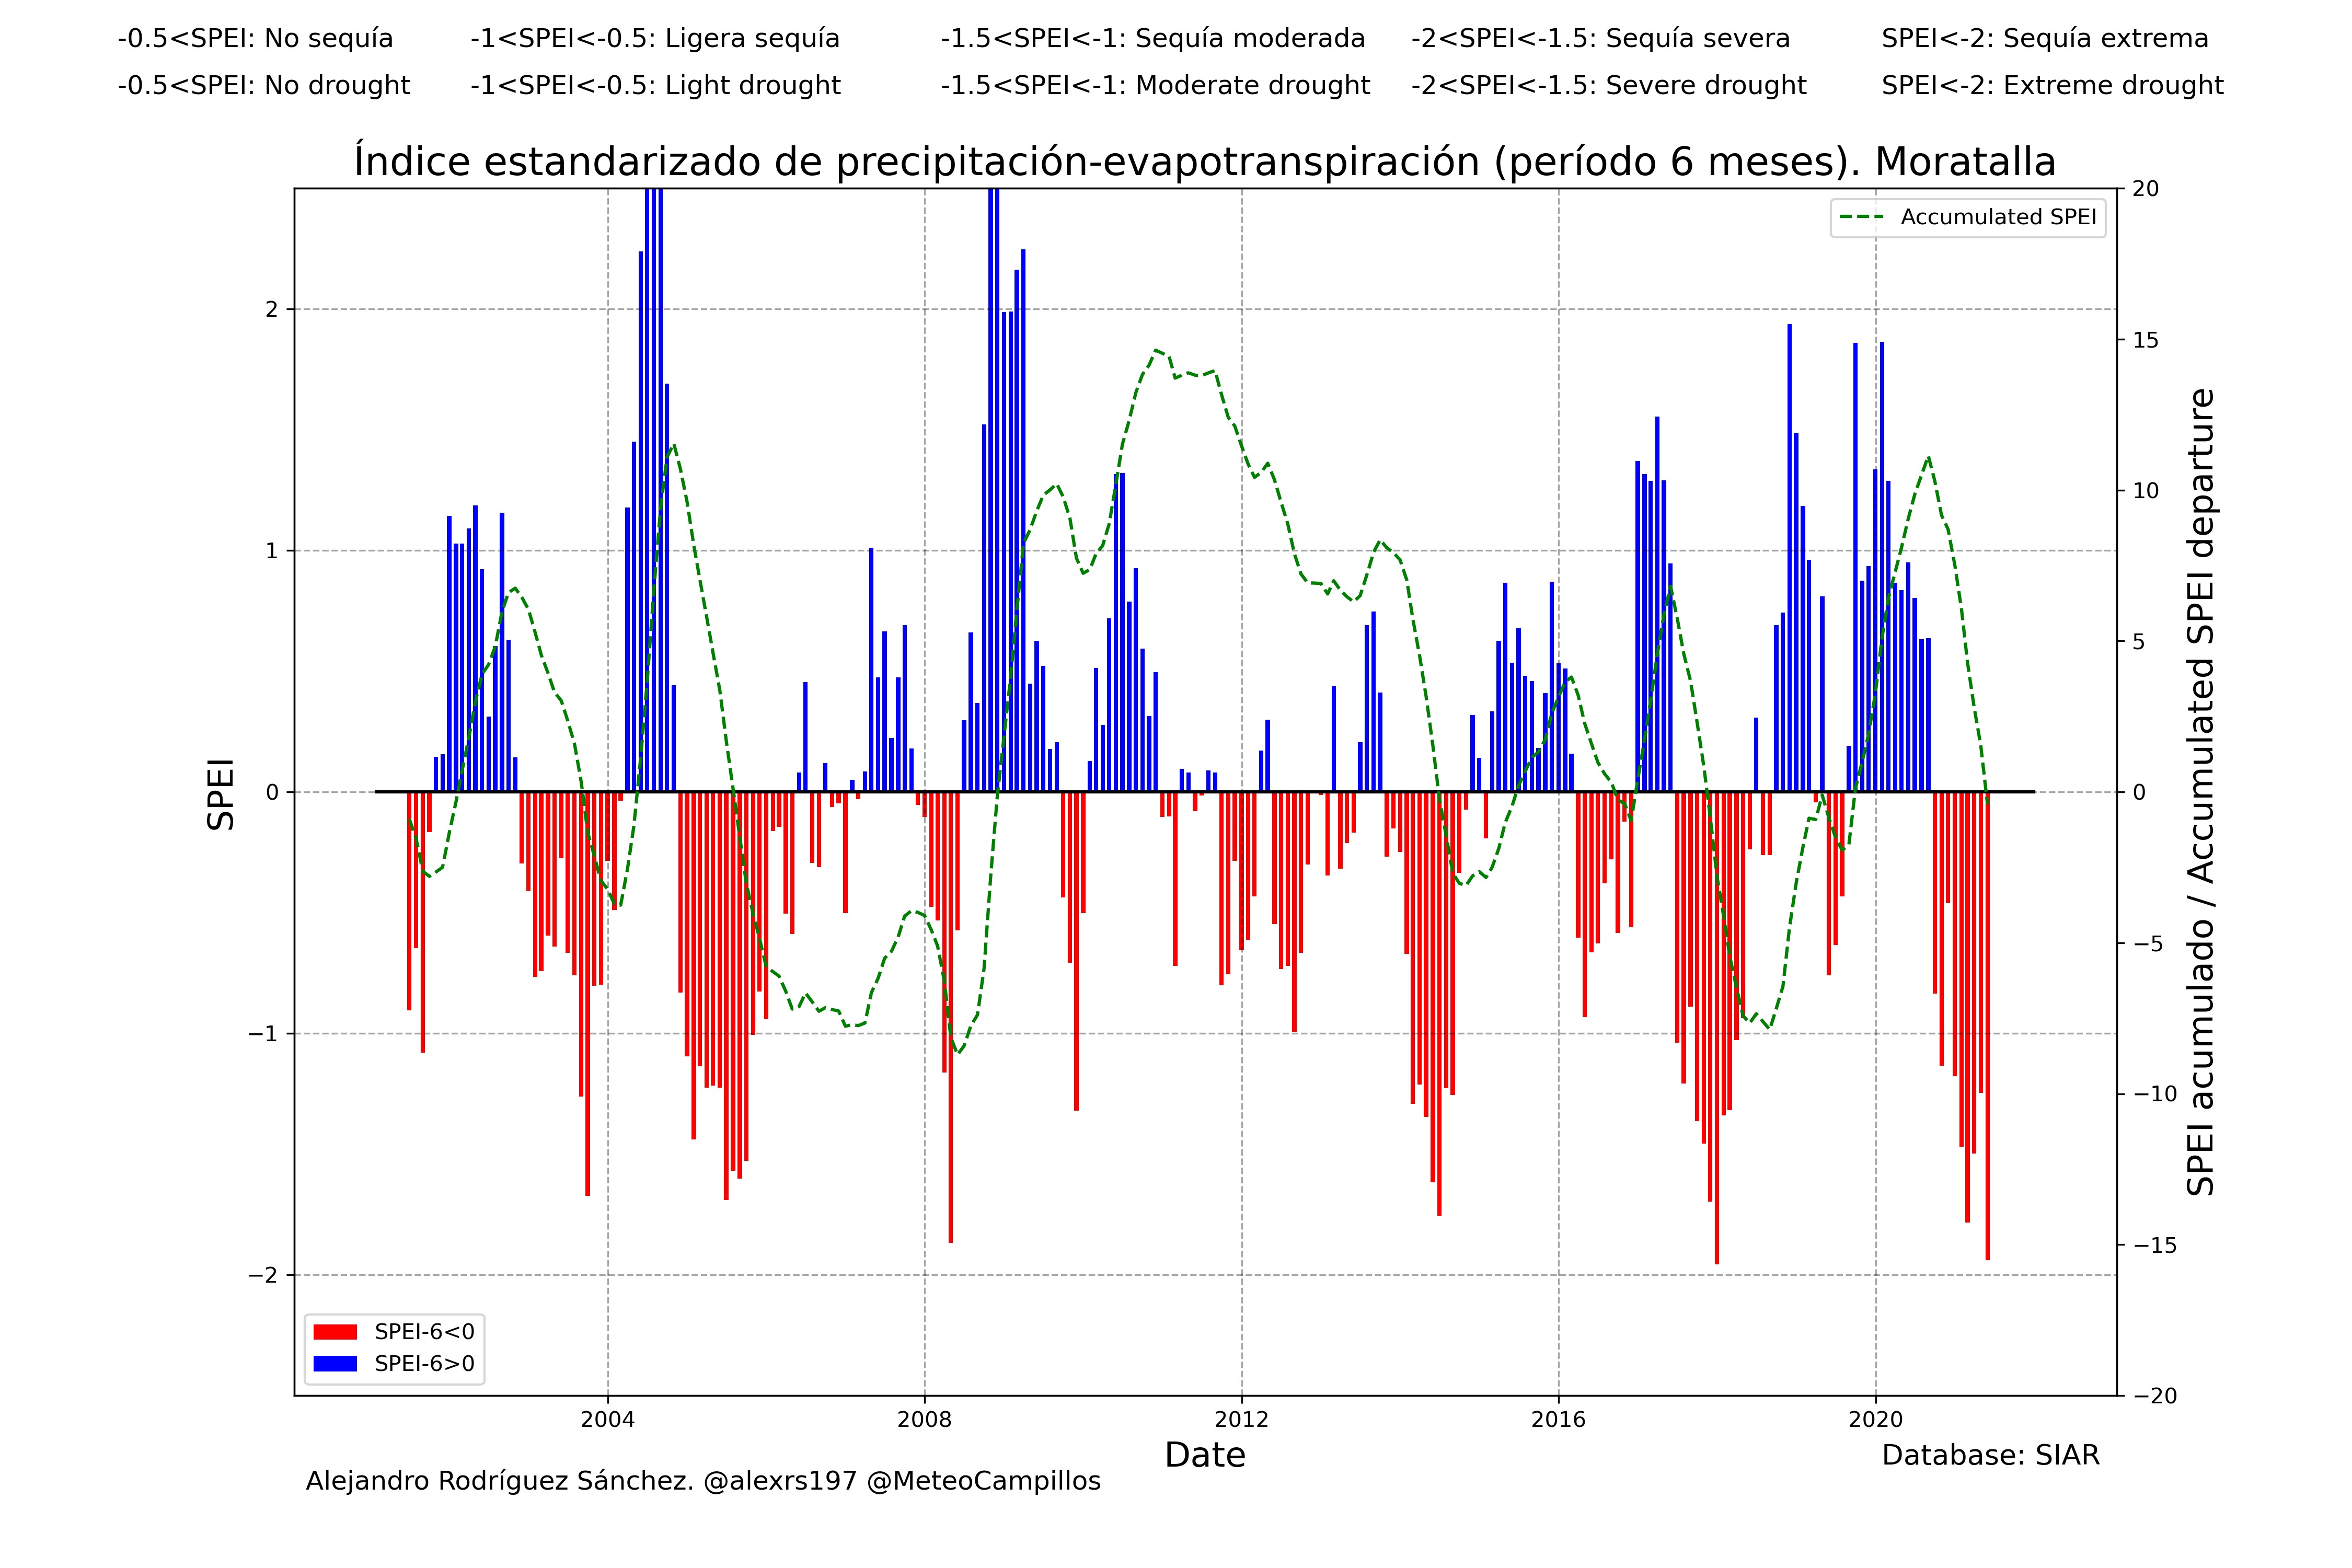 -0.5<SPEI: No sequía -1<SPEI<-0.5: Ligera sequía -1.5<SPEI<-1: Sequía moderada -2<SPEI<-1.5: Sequía severa SPEI<-2: Sequía extrema
-0.5<SPEI: No drought -1<SPEI<-0.5: Light drought -1.5<SPEI<-1: Moderate drought -2<SPEI<-1.5: Severe drought SPEI<-2: Extreme drought
Índice estandarizado de precipitación-evapotranspiración (período 6 meses). Moratalla
Accumulated SPEI
SPEI
2
1
0
−1
−2
20
15
10
5
0
−5
−10
−15
−20
SPEI acumulado / Accumulated SPEI departure
SPEI-6<0
SPEI-6>0
2004 2008 2012 2016 2020
Date
Database: SIAR
Alejandro Rodríguez Sánchez. @alexrs197 @MeteoCampillos